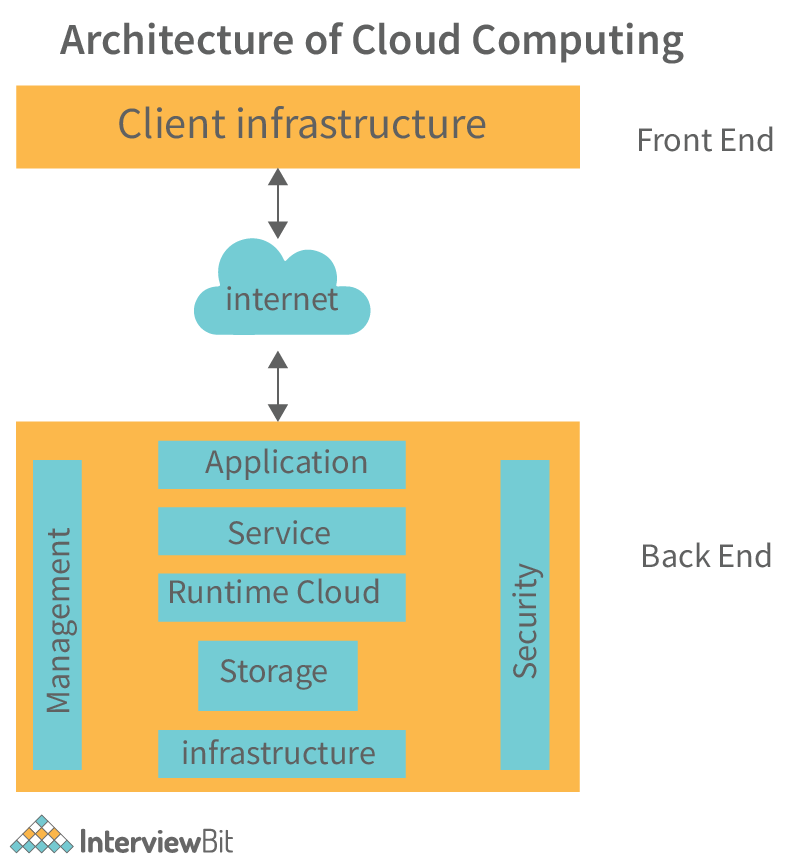 Architecture of Cloud Computing
Client infrastructure
Front End
internet
Application
Service
Runtime Cloud
Storage
infrastructure
Management
Security
Back End
InterviewBit